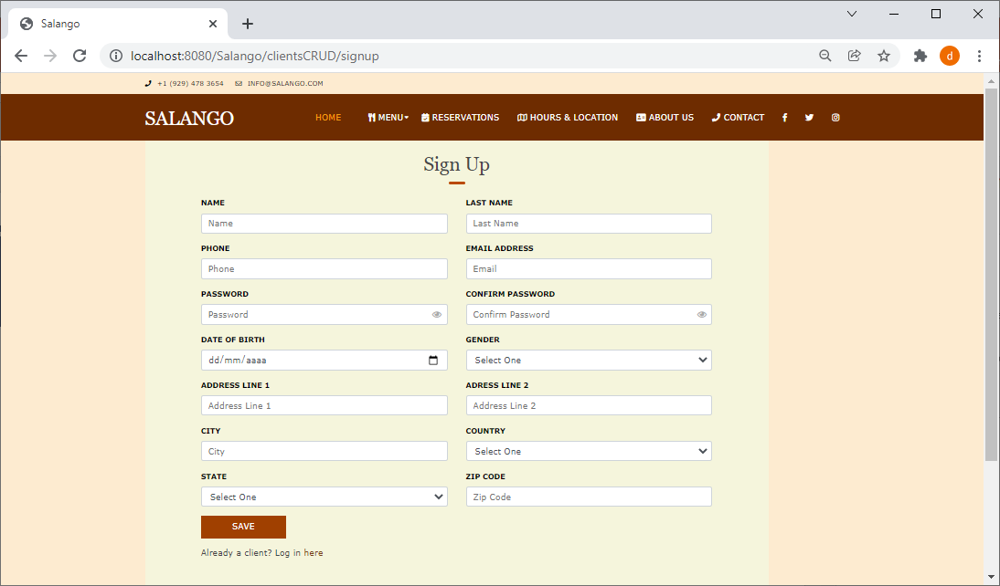 Salango
localhost:8080/Salango/clientsCRUD/signup
d
+1 (929) 478 3654 INFO@SALANGO.COM
SALANGO HOME MENU RESERVATIONS HOURS & LOCATION ABOUT US CONTACT
Sign Up
NAME LAST NAME
Name Last Name
PHONE EMAIL ADDRESS
Phone Email
PASSWORD CONFIRM PASSWORD
Password Confirm Password
DATE OF BIRTH GENDER
dd/mm/aaaa Select One
ADDRESS LINE 1 ADRESS LINE 2
Address Line 1 Address Line 2
CITY COUNTRY
City Select One
STATE ZIP CODE
Select One Zip Code
SAVE
Already a client? Log in here